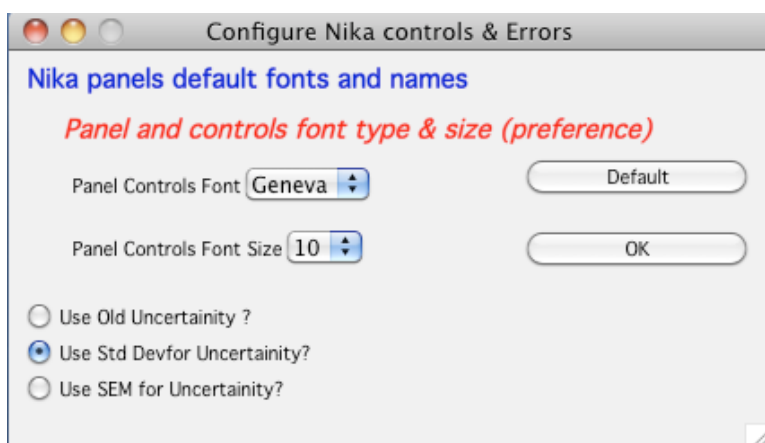 Configure Nika controls & Errors
Nika panels default fonts and names
Panel and controls font type & size (preference)
Panel Controls Font Geneva Default
Panel Controls Font Size 10 OK
Use Old Uncertainity ?
Use Std Devfor Uncertainity?
Use SEM for Uncertainity?